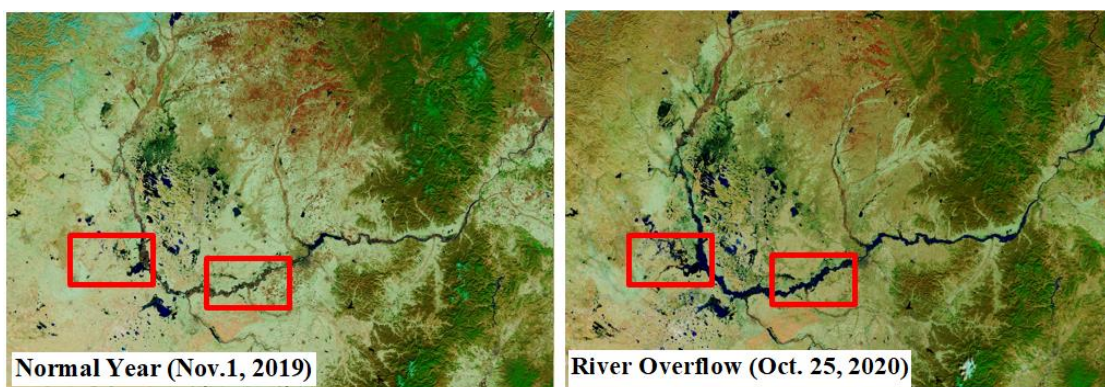 Normal Year (Nov.1, 2019)
River Overflow (Oct. 25, 2020)